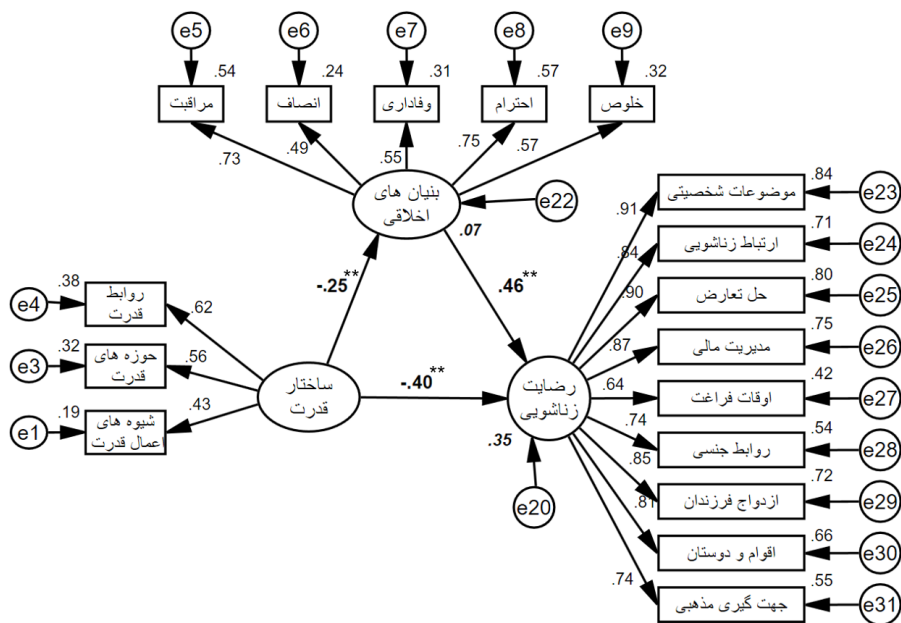 e5
e6
e7
e8
e9
.54
.24
.31
.57
.32
مراقبت
انصاف
وفاداری
احترام
خلوص
.73
.49
.55
.75
.57
بنیان های
اخلاقی
e22
.07
-.25**
.46**
-.40**
e4
.38
روابط
قدرت
.62
e3
.32
حوزه های
قدرت
.56
e1
.19
شیوه های
اعمال قدرت
.43
ساختار
قدرت
رضایت
زناشویی
.35
e20
.91
موضوعات شخصیتی
.84
e23
.84
ارتباط زناشویی
.71
e24
.90
حل تعارض
.80
e25
.87
مدیریت مالی
.75
e26
.64
اوقات فراغت
.42
e27
.74
روابط جنسی
.54
e28
.85
ازدواج فرزندان
.72
e29
.81
اقوام و دوستان
.66
e30
.74
جهت گیری مذهبی
.55
e31